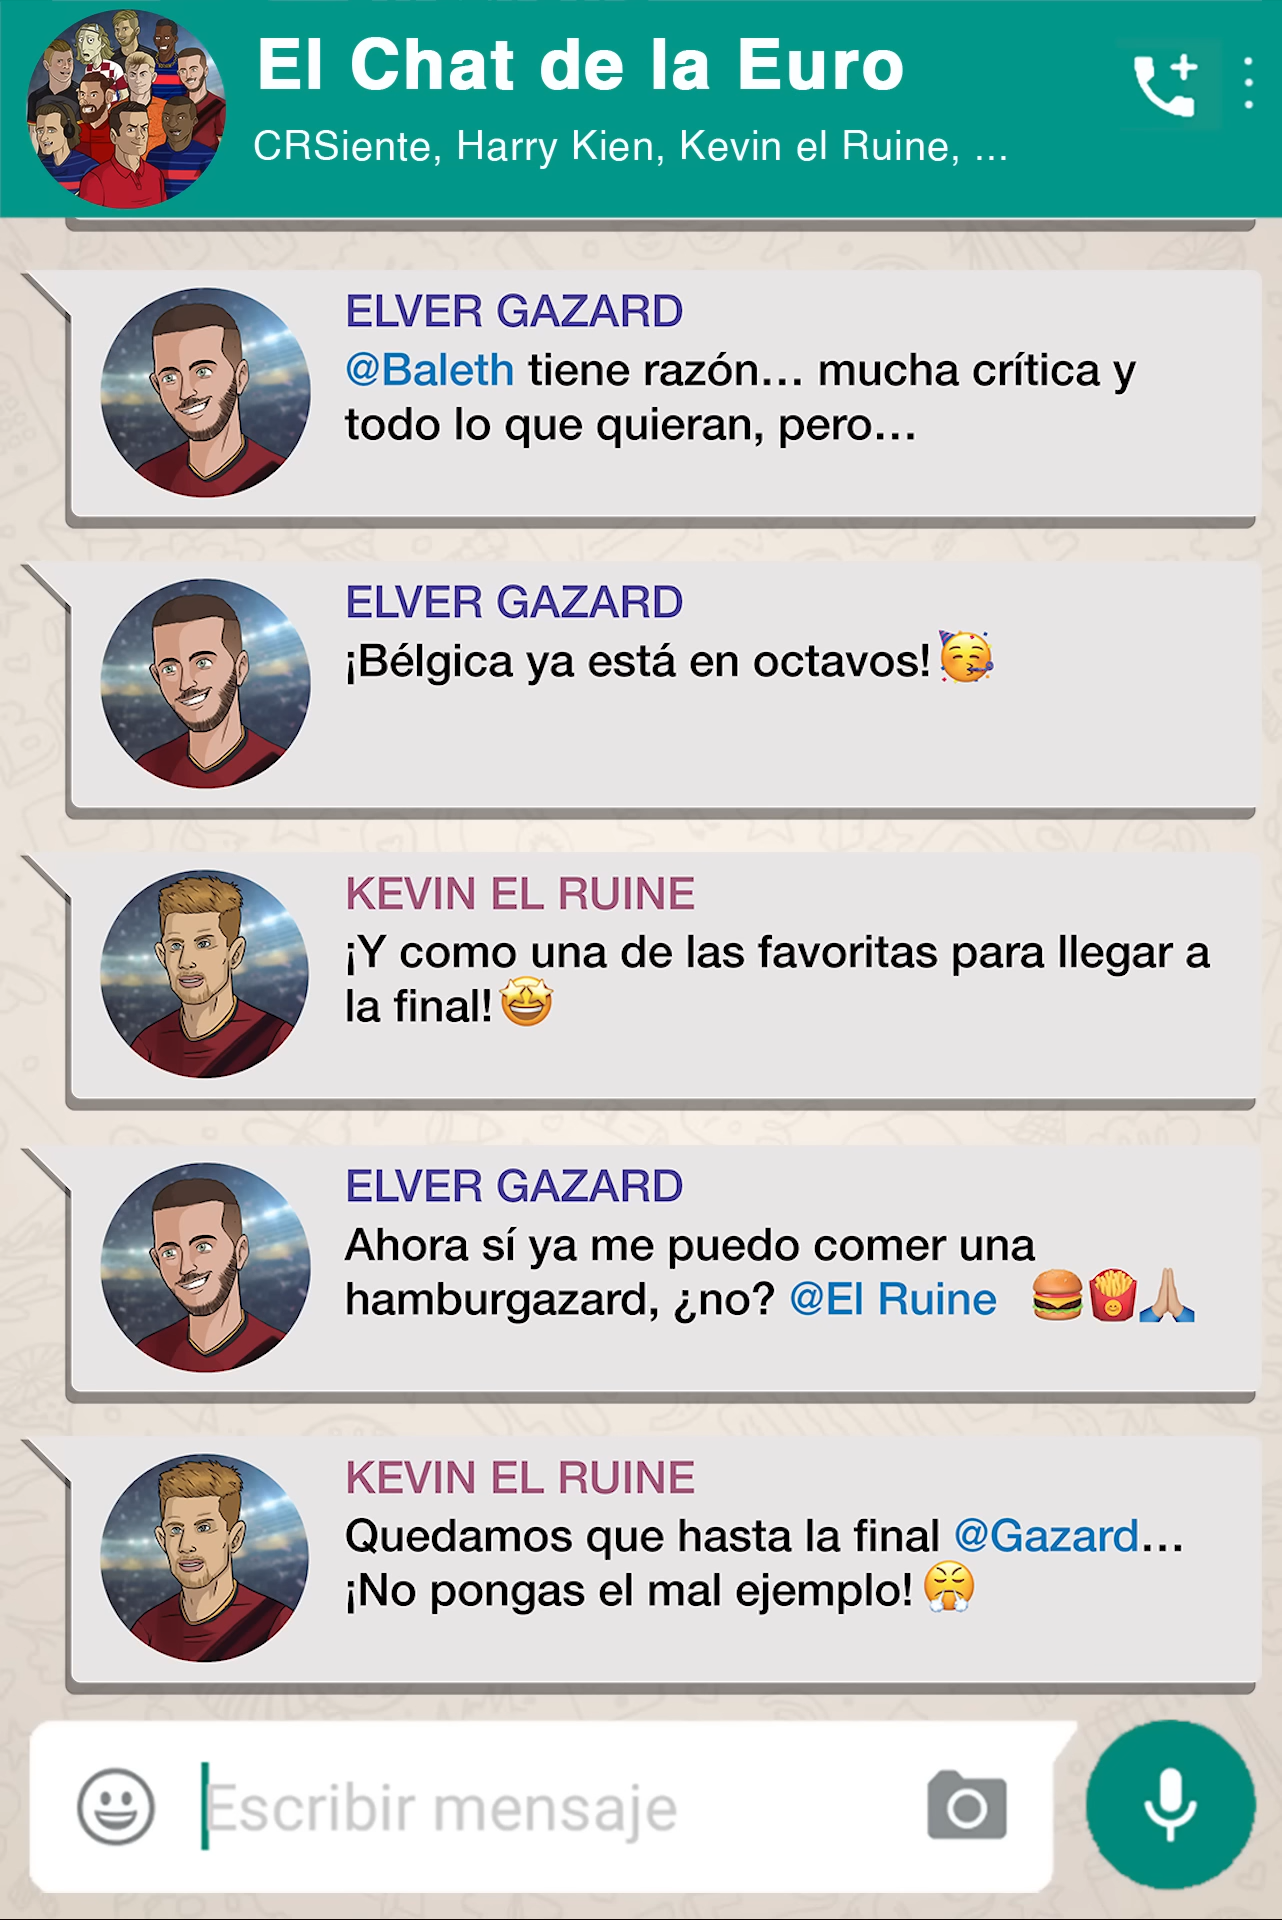 El Chat de la Euro
CRSiente, Harry Kien, Kevin el Ruine, ...
ELVER GAZARD
@Baleth tiene razón... mucha crítica y
todo lo que quieran, pero...
ELVER GAZARD
¡Bélgica ya está en octavos!🥳
KEVIN EL RUINE
¡Y como una de las favoritas para llegar a
la final!🤩
ELVER GAZARD
Ahora sí ya me puedo comer una
hamburgazard, ¿no? @El Ruine 🍔🍟🙏🏼
KEVIN EL RUINE
Quedamos que hasta la final @Gazard...
¡No pongas el mal ejemplo!😤
Escribir mensaje